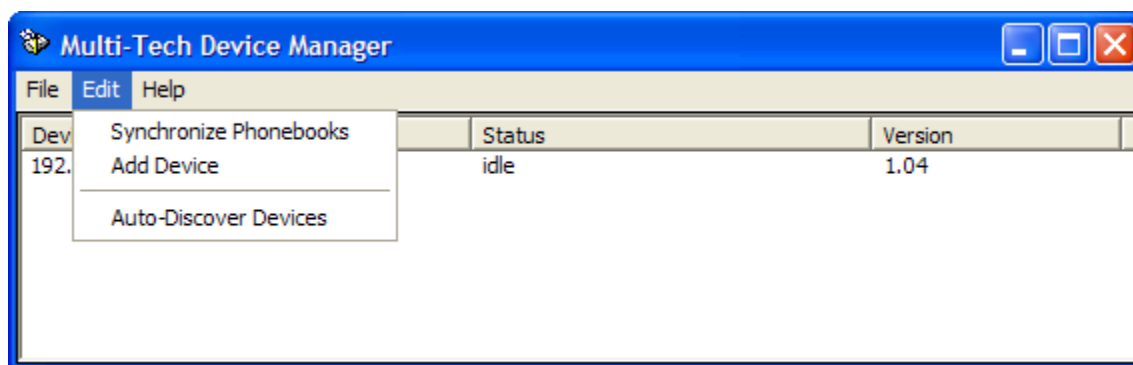 Multi-Tech Device Manager
File Edit Help
Synchronize Phonebooks
Add Device
Auto-Discover Devices
Status Version
192. idle 1.04